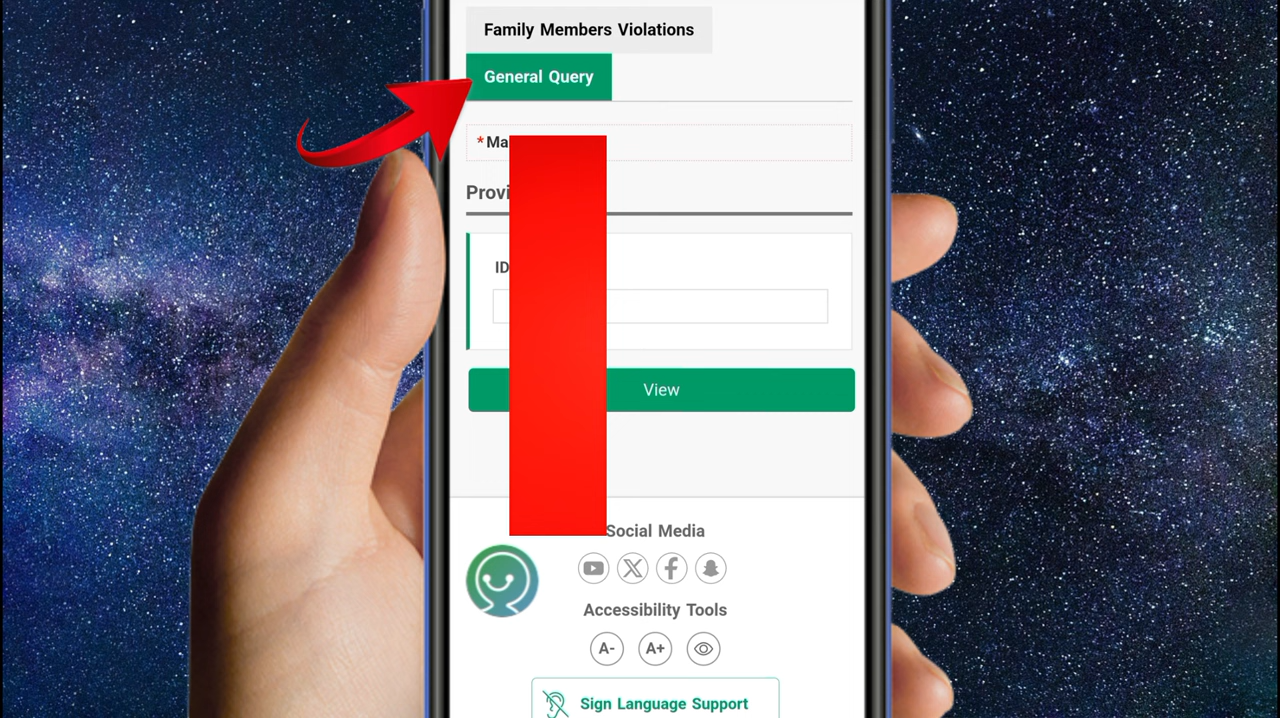 Family Members Violations
General Query
* Ma
Provi
ID
View
Social Media
Accessibility Tools
A-
A+
Sign Language Support